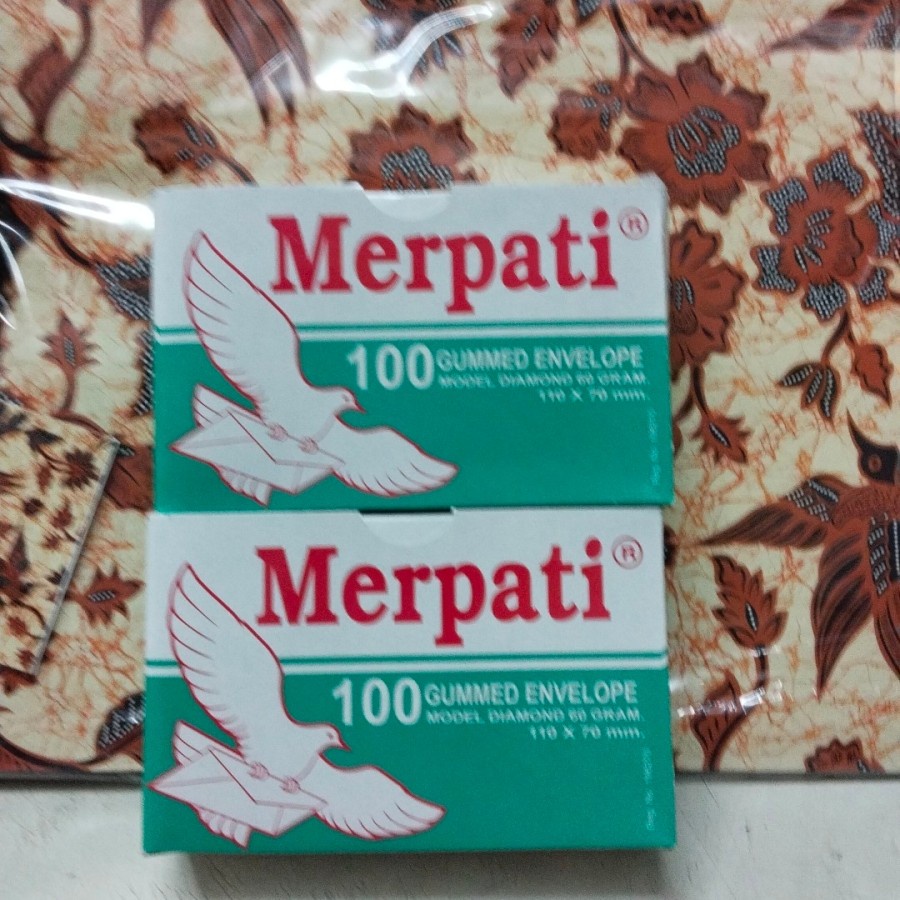 Merpati®
100 GUMMED ENVELOPE
MODEL DIAMOND 60 GRAM.
110 X 70 mm.
Merpati®
100 GUMMED ENVELOPE
MODEL DIAMOND 60 GRAM.
110 X 70 mm.